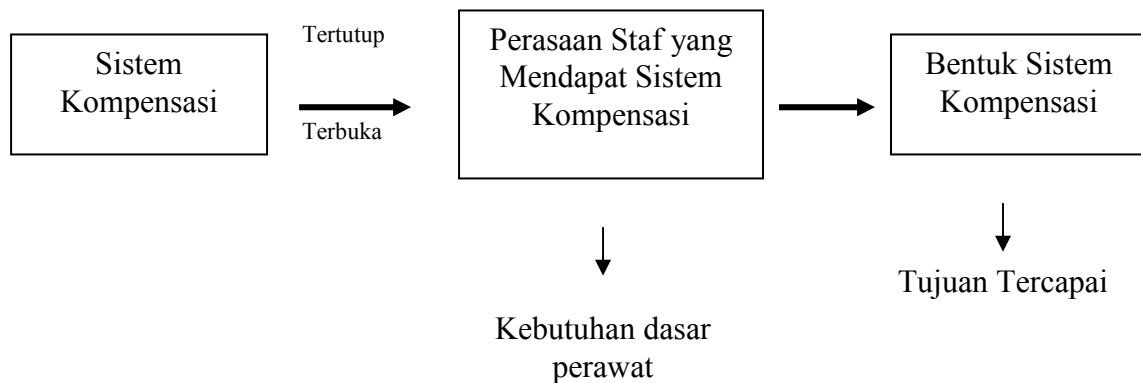 Sistem
Kompensasi
Tertutup
Terbuka
Perasaan Staf yang
Mendapat Sistem
Kompensasi
Bentuk Sistem
Kompensasi
Tujuan Tercapai
Kebutuhan dasar
perawat